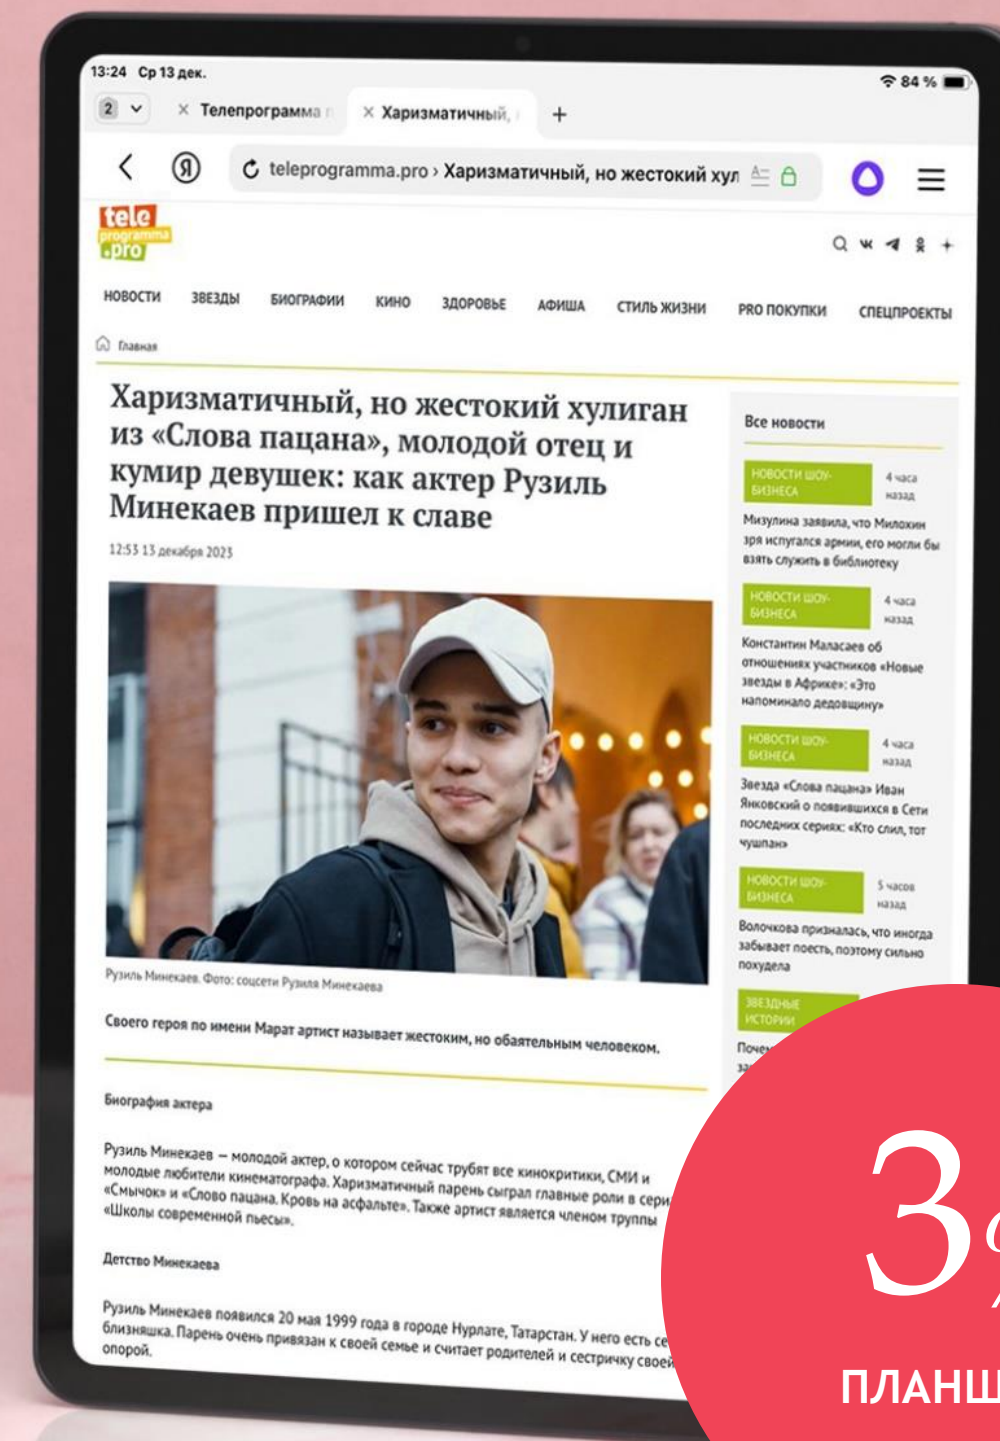 13:24 Ср 13 дек.
84 %
2
× Телепрограмма
× Харизматичный,
+
Я
teleprogramma.pro › Харизматичный, но жестокий хул
tele
programma
.pro
НОВОСТИ ЗВЕЗДЫ БИОГРАФИИ КИНО ЗДОРОВЬЕ АФИША СТИЛЬ ЖИЗНИ PRO ПОКУПКИ СПЕЦПРОЕКТЫ
Главная
Харизматичный, но жестокий хулиган
из «Слова пацана», молодой отец и
кумир девушек: как актер Рузиль
Минекаев пришел к славе
12:53 13 декабря 2023
Рузиль Минекаев. Фото: соцсети Рузиля Минекаева
Своего героя по имени Марат артист называет жестоким, но обаятельным человеком.
Биография актера
Рузиль Минекаев — молодой актер, о котором сейчас трубят все кинокритики, СМИ и
молодые любители кинематографа. Харизматичный парень сыграл главные роли в
«Смычок» и «Слово пацана. Кровь на асфальте». Также артист является членом труппы
«Школы современной пьесы».
Детство Минекаева
Рузиль Минекаев появился 20 мая 1999 года в городе Нурлате, Татарстан. У него есть
близняшка. Парень очень привязан к своей семье и считает родителей и сестричку своей
опорой.
Все новости
НОВОСТИ ШОУ-
БИЗНЕСА
4 часа
назад
Мизулина заявила, что Милохин
зря испугался армии, его могли бы
взять служить в библиотеку
НОВОСТИ ШОУ-
БИЗНЕСА
4 часа
назад
Константин Маласаев об
отношениях участников «Новые
звезды в Африке»: «Это
напоминало дедовщину»
НОВОСТИ ШОУ-
БИЗНЕСА
4 часа
назад
Звезда «Слова пацана» Иван
Янковский о появившихся в Сети
последних сериях: «Кто слил, тот
чушпан»
НОВОСТИ ШОУ-
БИЗНЕСА
5 часов
назад
Волочкова призналась, что иногда
забывает поесть, поэтому сильно
похудела
ЗВЕЗДНЫЕ
ИСТОРИИ
3